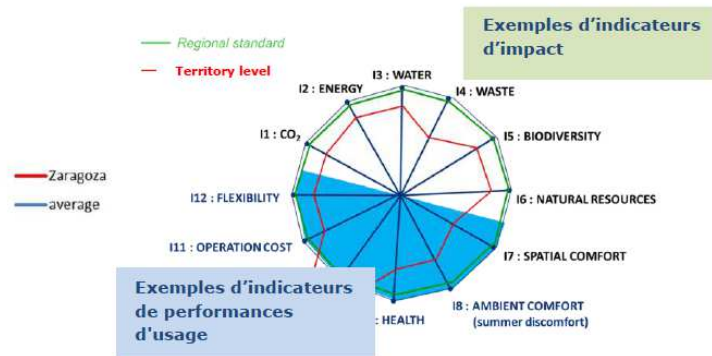 Exemples d’indicateurs
d’impact
Regional standard
Territory level
I3 : WATER
I2 : ENERGY
I4 : WASTE
I1 : CO₂
I5 : BIODIVERSITY
Zaragoza
average
I12 : FLEXIBILITY
I6 : NATURAL RESOURCES
I11 : OPERATION COST
I7 : SPATIAL COMFORT
Exemples d’indicateurs
de performances
d'usage
: HEALTH
I8 : AMBIENT COMFORT
(summer discomfort)